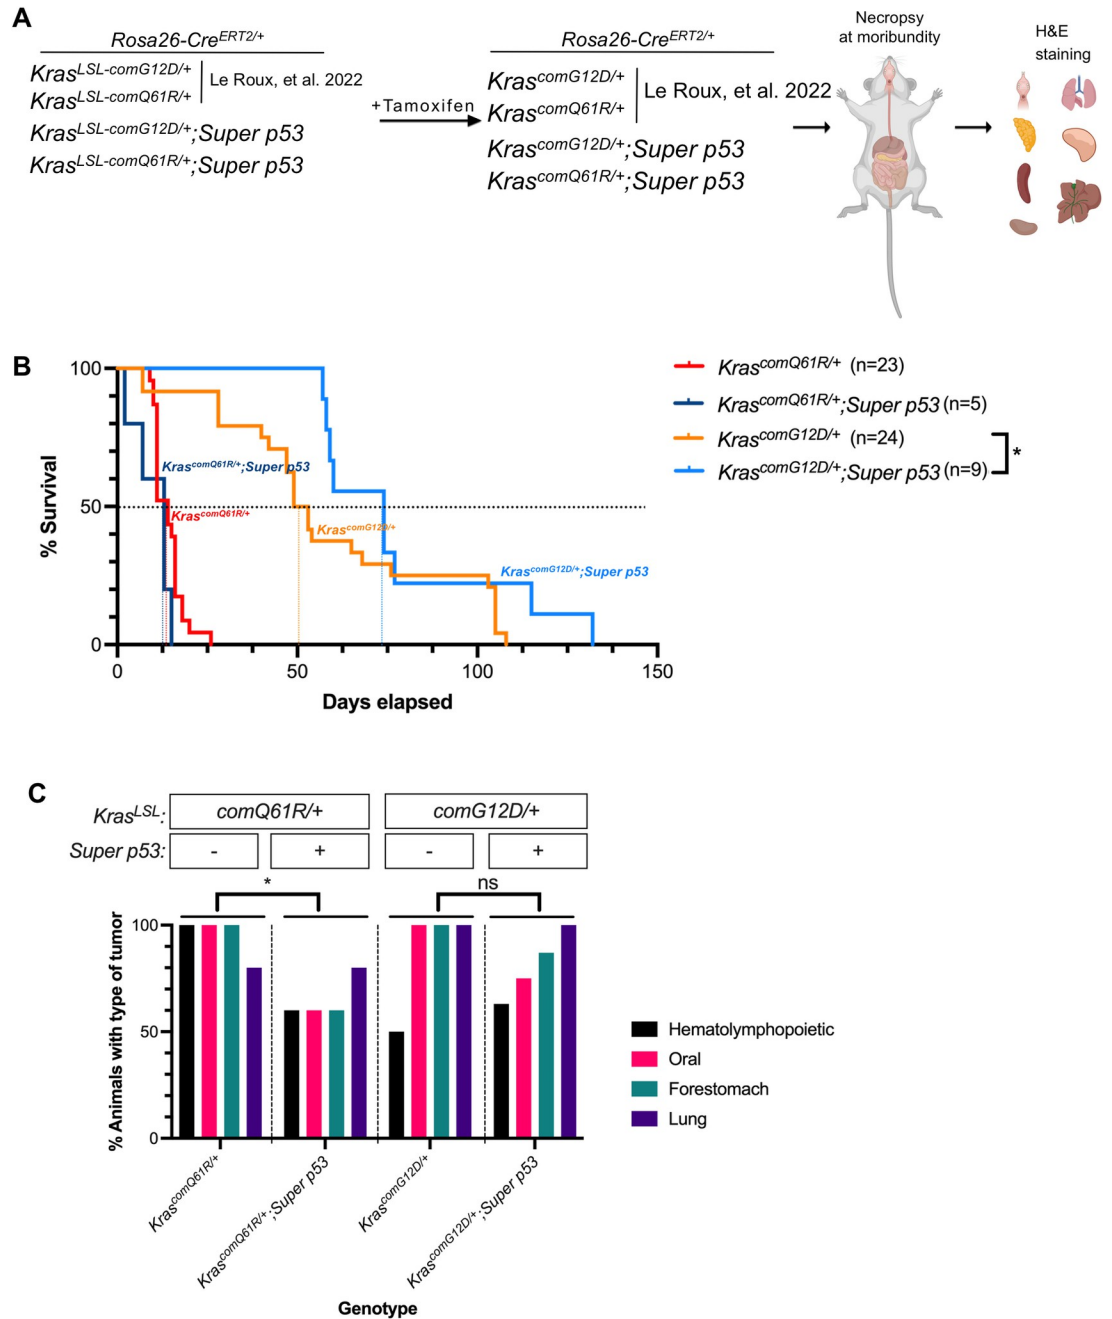 A
Rosa26-CreERT2/+
KrasLSL-comG12D/+
KrasLSL-comQ61R/+
Le Roux, et al. 2022
KrasLSL-comG12D/+;Super p53
KrasLSL-comQ61R/+;Super p53
+Tamoxifen
Rosa26-CreERT2/+
KrascomG12D/+
KrascomQ61R/+
Le Roux, et al. 2022
KrascomG12D/+;Super p53
KrascomQ61R/+;Super p53
Necropsy
at moribundity
H&E
staining
B
% Survival
100
50
0
KrascomQ61R/+;Super p53
KrascomQ61R/+
KrascomG12D/+
KrascomG12D/+;Super p53
0 50 100 150
Days elapsed
KrascomQ61R/+ (n=23)
KrascomQ61R/+;Super p53 (n=5)
KrascomG12D/+ (n=24)
KrascomG12D/+;Super p53 (n=9)
*
C
KrasLSL: comQ61R/+ comG12D/+
Super p53: - + - +
* ns
% Animals with type of tumor
100
50
0
KrascomQ61R/+
KrascomQ61R/+;Super p53
KrascomG12D/+
KrascomG12D/+;Super p53
Genotype
Hematolymphopoietic
Oral
Forestomach
Lung